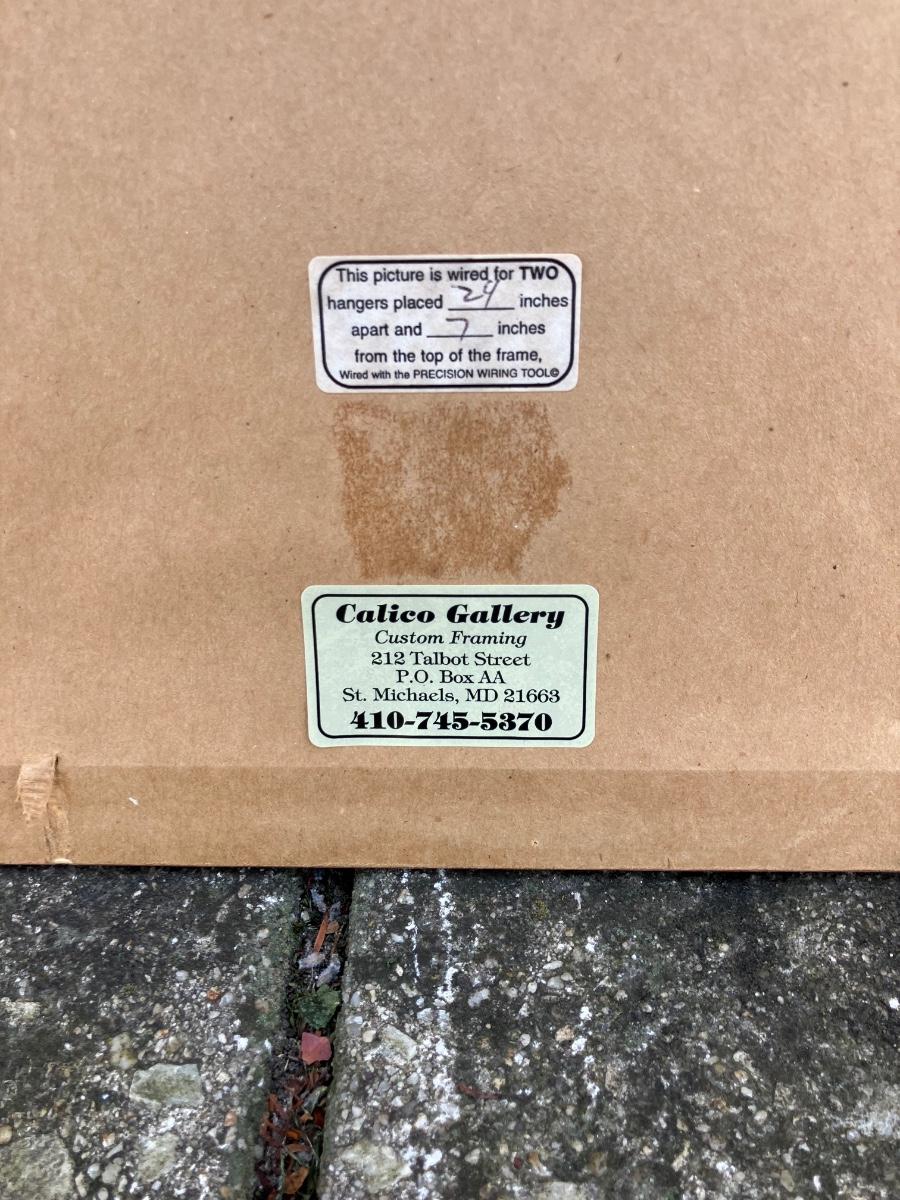 This picture is wired for TWO
hangers placed 24 inches
apart and 7 inches
from the top of the frame,
Wired with the PRECISION WIRING TOOL©
Calico Gallery
Custom Framing
212 Talbot Street
P.O. Box AA
St. Michaels, MD 21663
410-745-5370